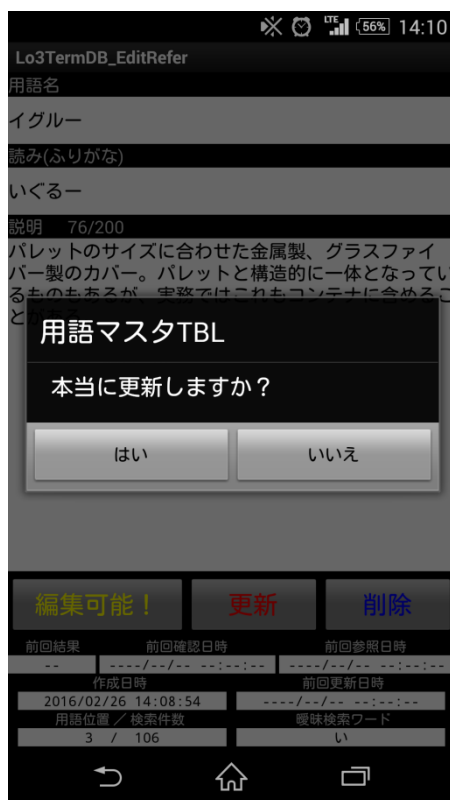 LTE 56% 14:10
Lo3TermDB_EditRefer
用語名
イグルー
読み(ふりがな)
いぐるー
説明 76/200
パレットのサイズに合わせた金属製、グラスファイ
バー製のカバー。パレットと構造的に一体となってい
るものもあるが、実務ではこれもコンテナに含めるこ
と
用語マスタTBL
本当に更新しますか？
はい いいえ
編集可能！ 更新 削除
前回結果 前回確認日時 前回参照日時
-- ----/--/-- --:--:-- ----/--/-- --:--:--
作成日時 前回更新日時
2016/02/26 14:08:54 ----/--/-- --:--:--
用語位置／検索件数 曖昧検索ワード
3 / 106 い